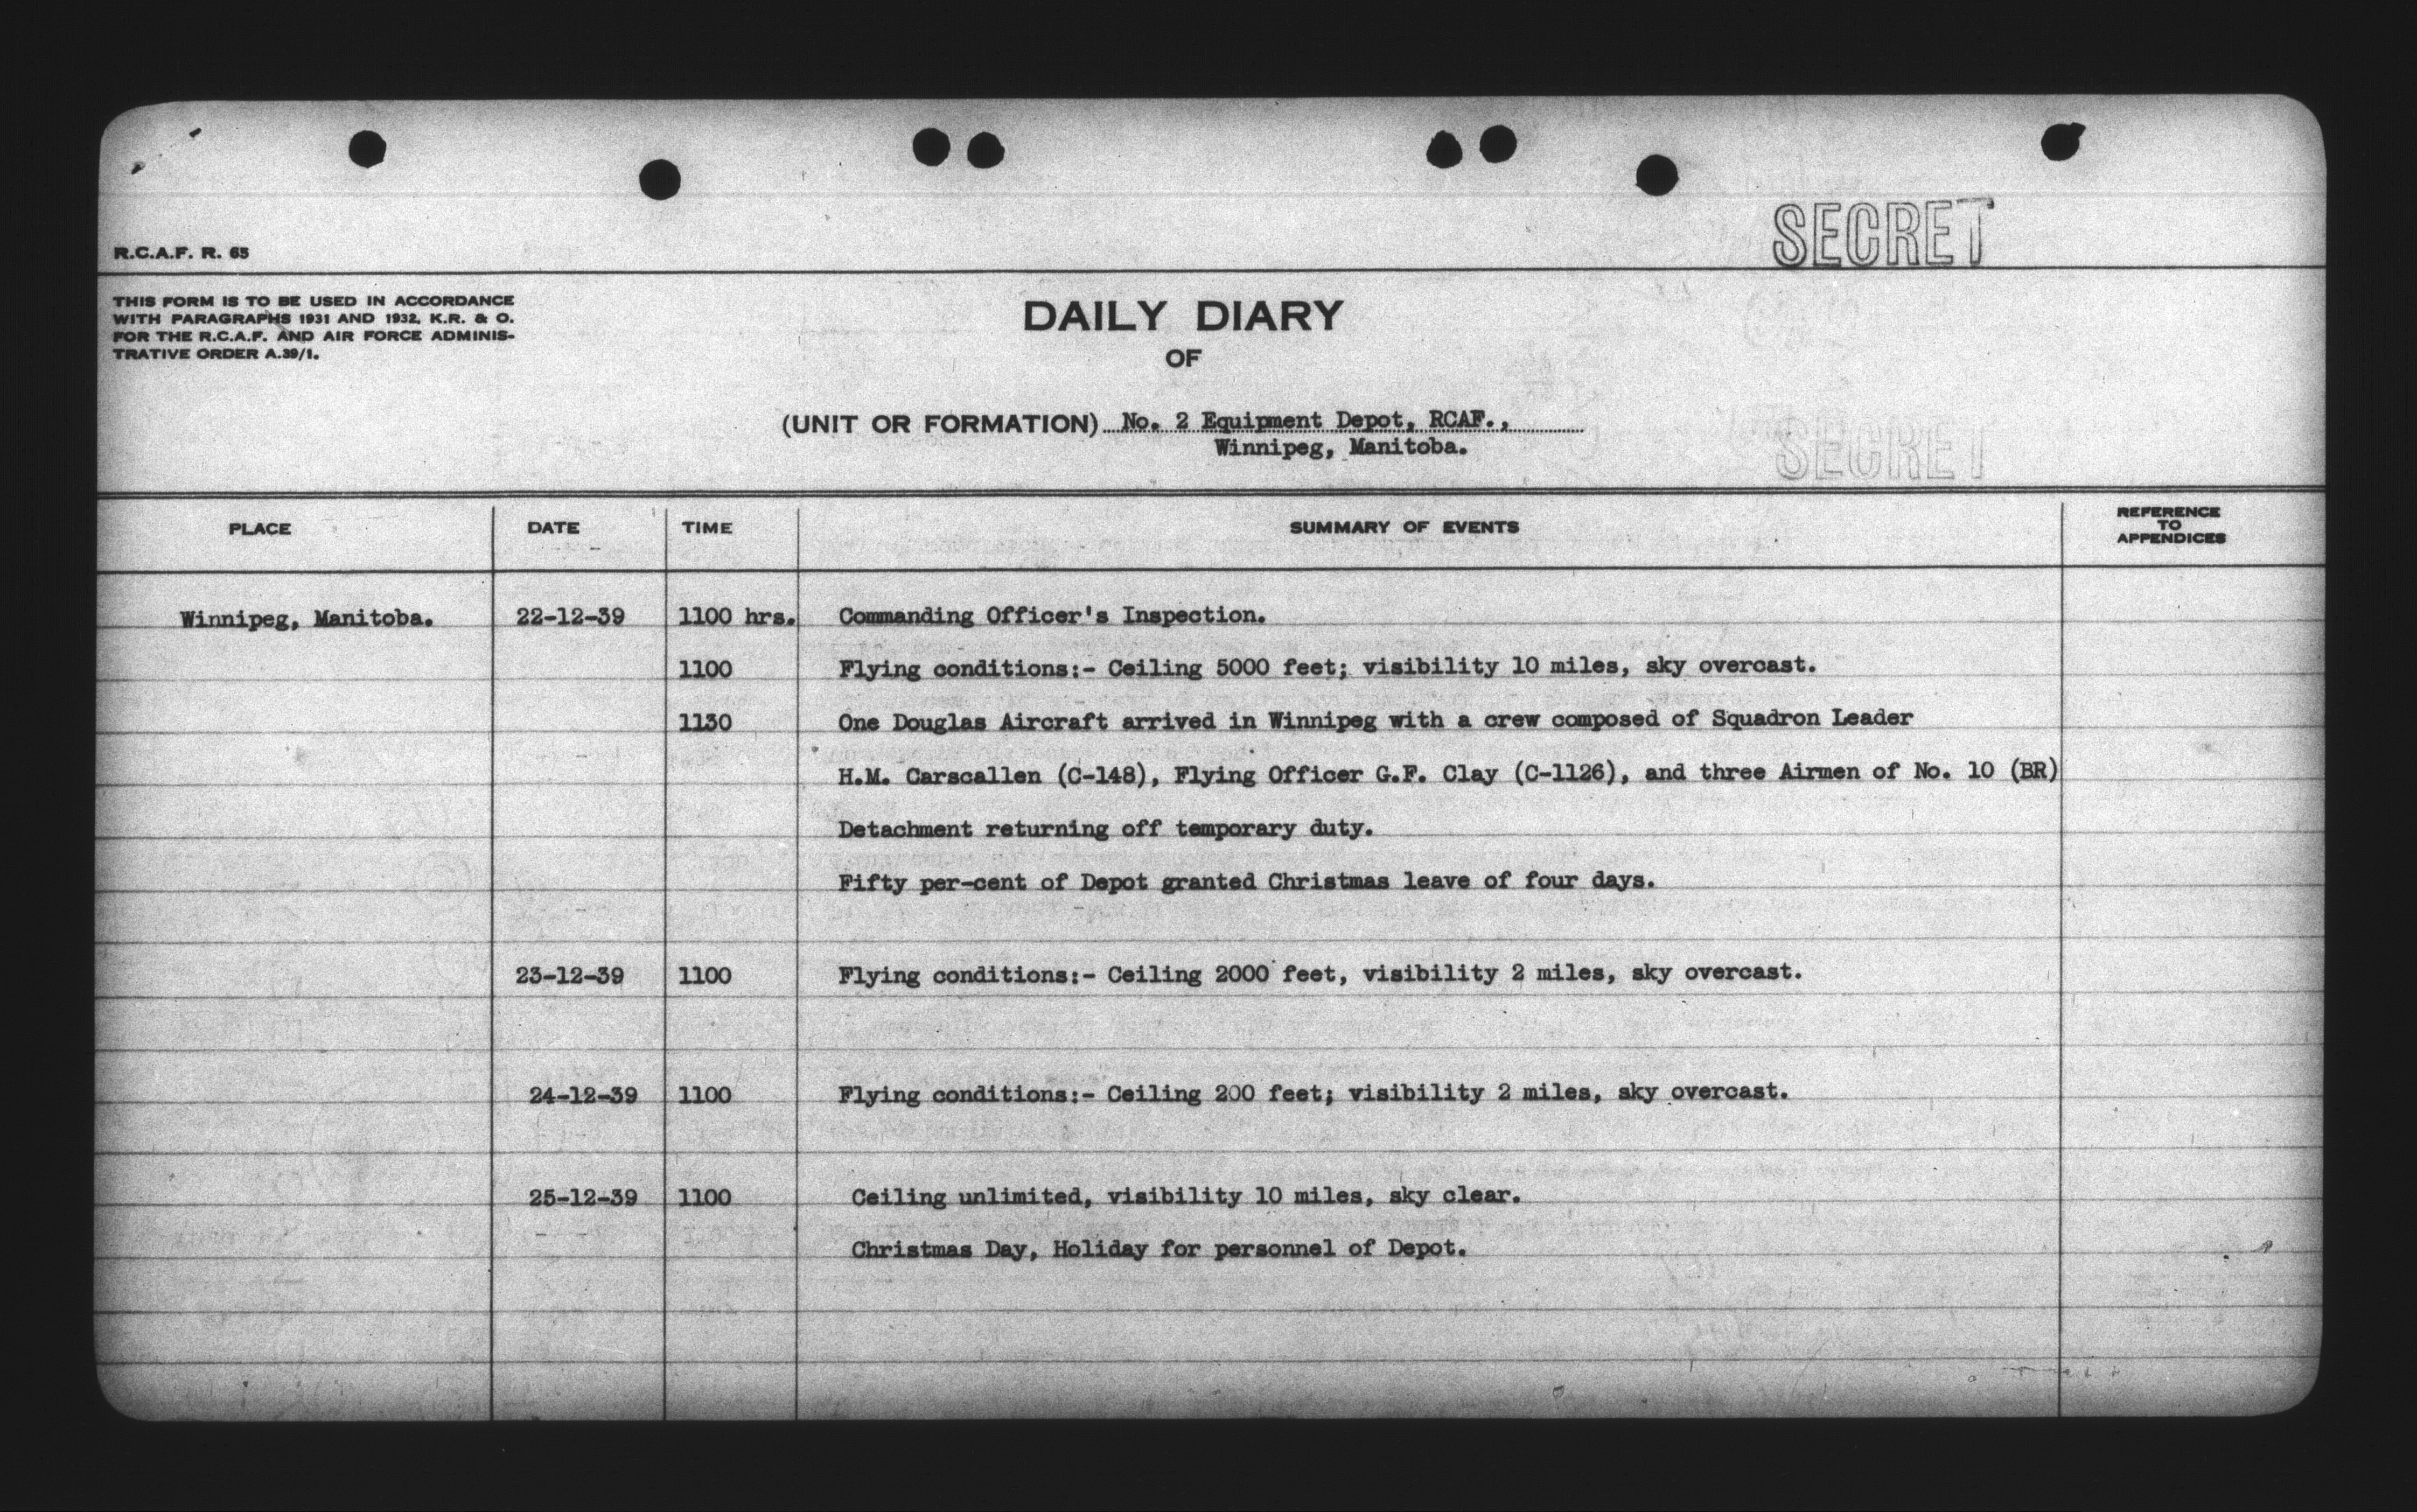 SECRET
R.C.A.F. R. 65
THIS FORM IS TO BE USED IN ACCORDANCE
WITH PARAGRAPHS 1931 AND 1932, K.R. & O.
FOR THE R.C.A.F. AND AIR FORCE ADMINIS-
TRATIVE ORDER A.39/1.
DAILY DIARY
OF
(UNIT OR FORMATION) No. 2 Equipment Depot, RCAF.,
Winnipeg, Manitoba.
SECRET
PLACE DATE TIME SUMMARY OF EVENTS REFERENCE
TO
APPENDICES
Winnipeg, Manitoba. 22-12-39 1100 hrs. Commanding Officer's Inspection.
1100 Flying conditions:- Ceiling 5000 feet; visibility 10 miles, sky overcast.
1130 One Douglas Aircraft arrived in Winnipeg with a crew composed of Squadron Leader
H.M. Carscallen (C-148), Flying Officer G.F. Clay (C-1126), and three Airmen of No. 10 (BR)
Detachment returning off temporary duty.
Fifty per-cent of Depot granted Christmas leave of four days.
23-12-39 1100 Flying conditions:- Ceiling 2000 feet, visibility 2 miles, sky overcast.
24-12-39 1100 Flying conditions:- Ceiling 200 feet; visibility 2 miles, sky overcast.
25-12-39 1100 Ceiling unlimited, visibility 10 miles, sky clear.
Christmas Day, Holiday for personnel of Depot.